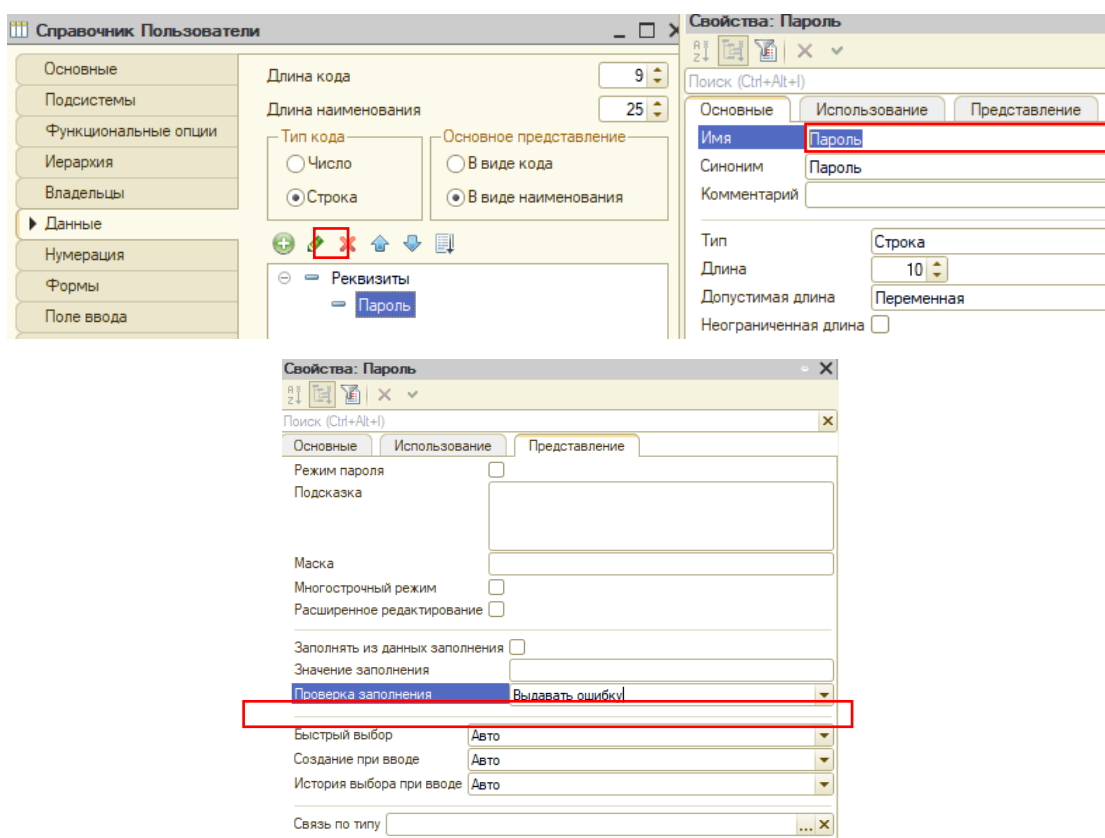 Справочник Пользователи
Основные
Подсистемы
Функциональные опции
Иерархия
Владельцы
Данные
Нумерация
Формы
Поле ввода
Длина кода 9
Длина наименования 25
Тип кода
Число
Строка
Основное представление
В виде кода
В виде наименования
Реквизиты
Пароль
Свойства: Пароль
Поиск (Ctrl+Alt+I)
Основные Использование Представление
Имя Пароль
Синоним Пароль
Комментарий
Тип Строка
Длина 10
Допустимая длина Переменная
Неограниченная длина
Свойства: Пароль
Поиск (Ctrl+Alt+I)
Основные Использование Представление
Режим пароля
Подсказка
Маска
Многострочный режим
Расширенное редактирование
Заполнять из данных заполнения
Значение заполнения
Проверка заполнения Выдавать ошибку
Быстрый выбор Авто
Создание при вводе Авто
История выбора при вводе Авто
Связь по типу ...